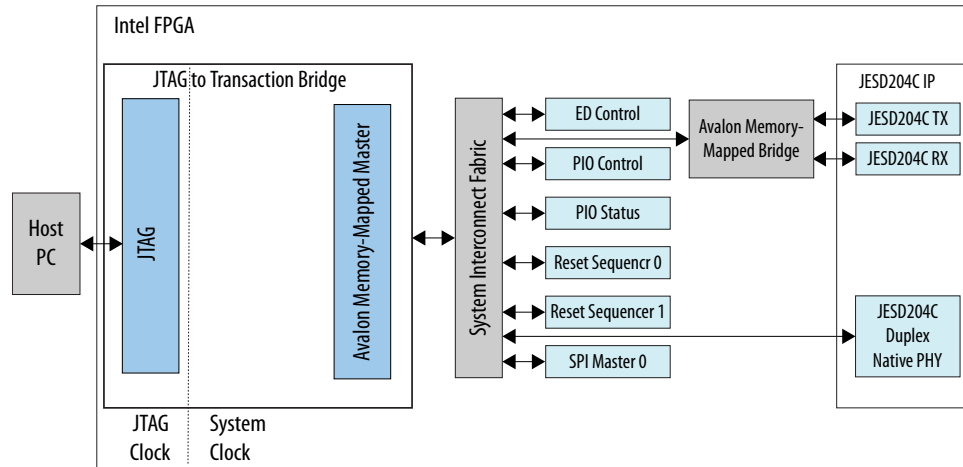 Intel FPGA
JTAG to Transaction Bridge
JTAG
Avalon Memory-Mapped Master
JTAG
Clock
System
Clock
Host
PC
System Interconnect Fabric
ED Control
PIO Control
PIO Status
Reset Sequencr 0
Reset Sequencer 1
SPI Master 0
Avalon Memory-
Mapped Bridge
JESD204C IP
JESD204C TX
JESD204C RX
JESD204C
Duplex
Native PHY